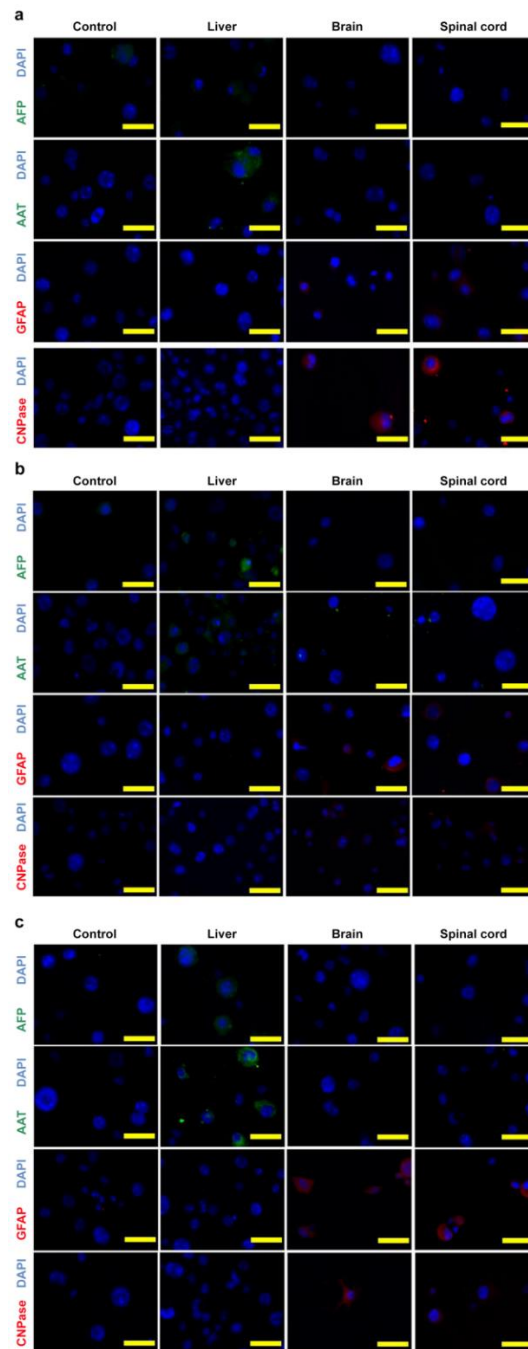 a
Control Liver Brain Spinal cord
AFP DAPI
AAT DAPI
GFAP DAPI
CNPase DAPI
b
Control Liver Brain Spinal cord
AFP DAPI
AAT DAPI
GFAP DAPI
CNPase DAPI
c
Control Liver Brain Spinal cord
AFP DAPI
AAT DAPI
GFAP DAPI
CNPase DAPI